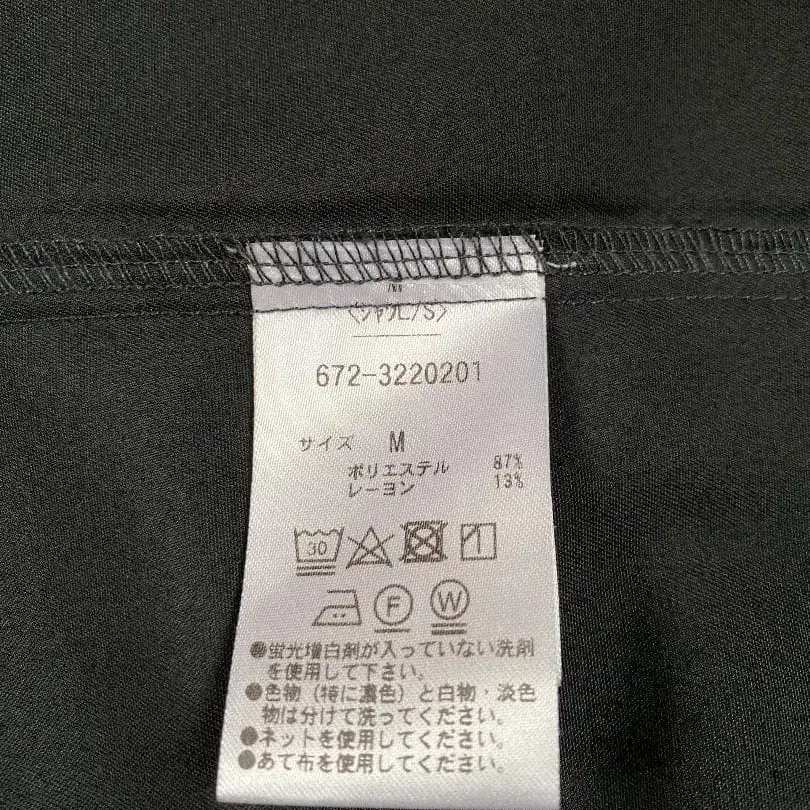 〈シャツL/S〉
672-3220201
サイズ M
ポリエステル 87%
レーヨン 13%
30
F W
●蛍光増白剤が入っていない洗剤
を使用して下さい。
●色物(特に濃色)と白物・淡色
物は分けて洗ってください。
●ネットを使用してください。
●あて布を使用してください。